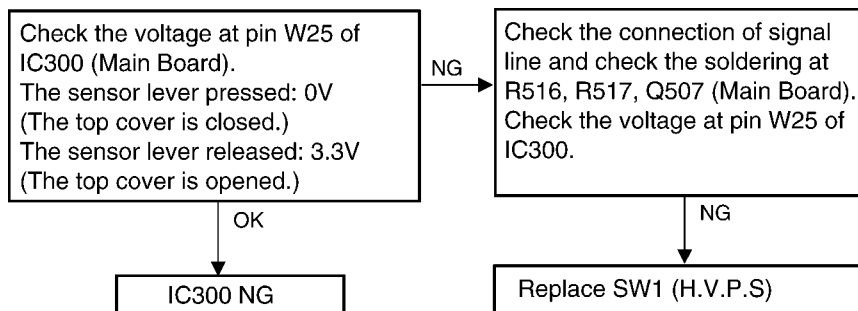 Check the voltage at pin W25 of
IC300 (Main Board).
The sensor lever pressed: 0V
(The top cover is closed.)
The sensor lever released: 3.3V
(The top cover is opened.)
NG
Check the connection of signal
line and check the soldering at
R516, R517, Q507 (Main Board).
Check the voltage at pin W25 of
IC300.
OK
NG
IC300 NG
Replace SW1 (H.V.P.S)